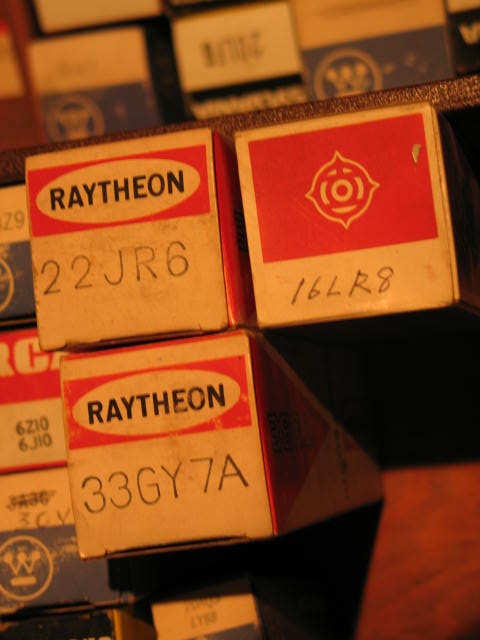 RAYTHEON
22JR6
16LR8
RAYTHEON
33GY7A
RCA
6Z10
6J10